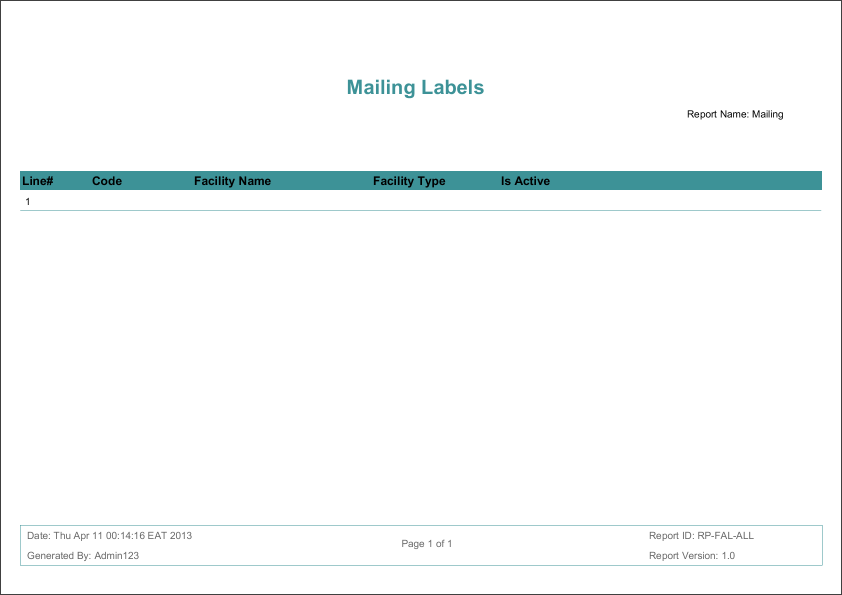 Mailing Labels
Report Name: Mailing
Line# Code Facility Name Facility Type Is Active
1
Date: Thu Apr 11 00:14:16 EAT 2013
Page 1 of 1
Report ID: RP-FAL-ALL
Generated By: Admin123
Report Version: 1.0